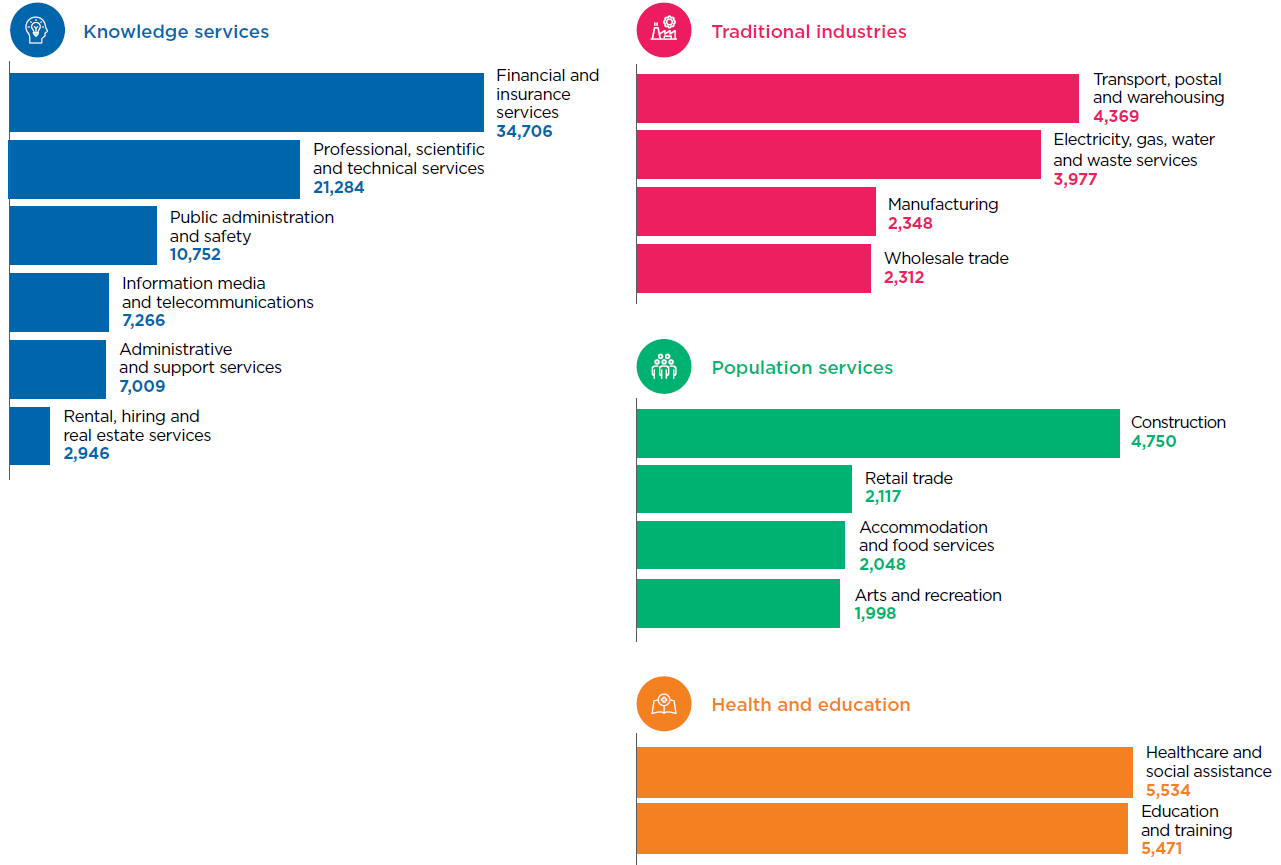 Knowledge services
Financial and
insurance
services
34,706
Professional, scientific
and technical services
21,284
Public administration
and safety
10,752
Information media
and telecommunications
7,266
Administrative
and support services
7,009
Rental, hiring and
real estate services
2,946
Traditional industries
Transport, postal
and warehousing
4,369
Electricity, gas, water
and waste services
3,977
Manufacturing
2,348
Wholesale trade
2,312
Population services
Construction
4,750
Retail trade
2,117
Accommodation
and food services
2,048
Arts and recreation
1,998
Health and education
Healthcare and
social assistance
5,534
Education
and training
5,471